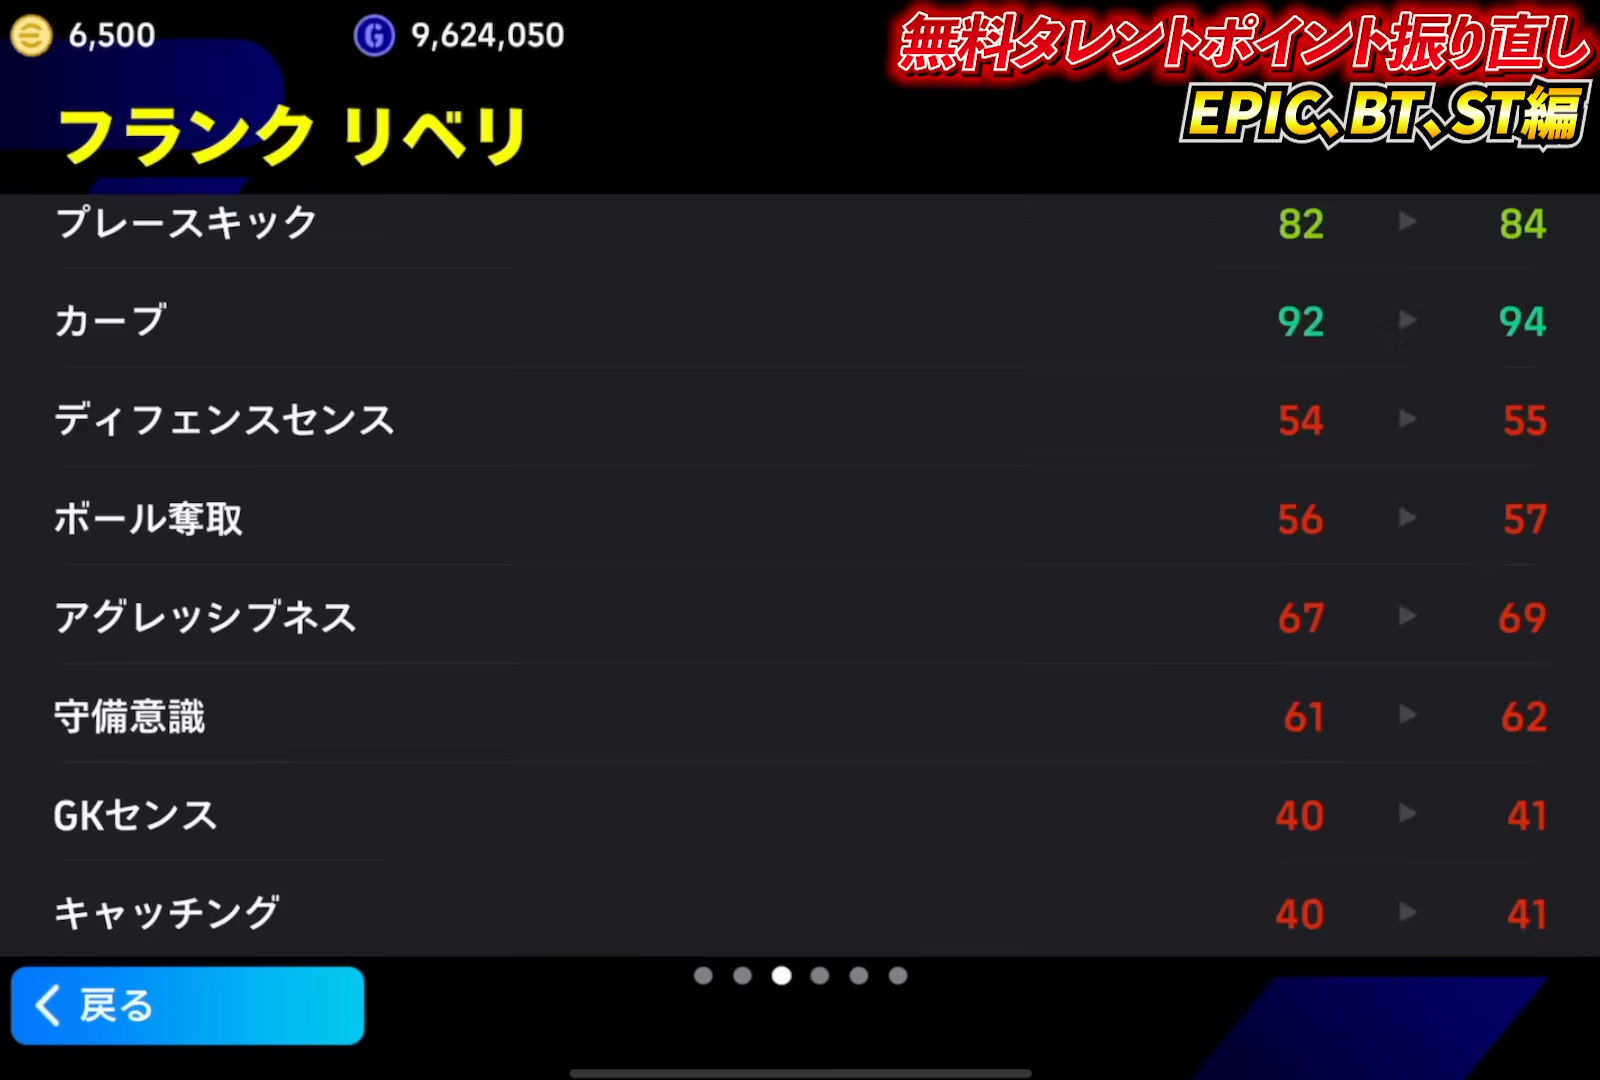 6,500 9,624,050
無料タレントポイント振り直し
EPIC、BT、ST編
フランク リベリ
プレースキック 82 ▶ 84
カーブ 92 ▶ 94
ディフェンスセンス 54 ▶ 55
ボール奪取 56 ▶ 57
アグレッシブネス 67 ▶ 69
守備意識 61 ▶ 62
GKセンス 40 ▶ 41
キャッチング 40 ▶ 41
戻る